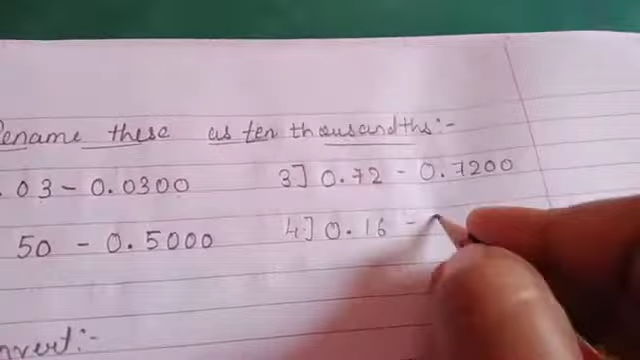 Rename these as ten thousandths:-
.03 - 0.0300 3] 0.72 - 0.7200
50 - 0.5000 4] 0.16 -
nvert:-